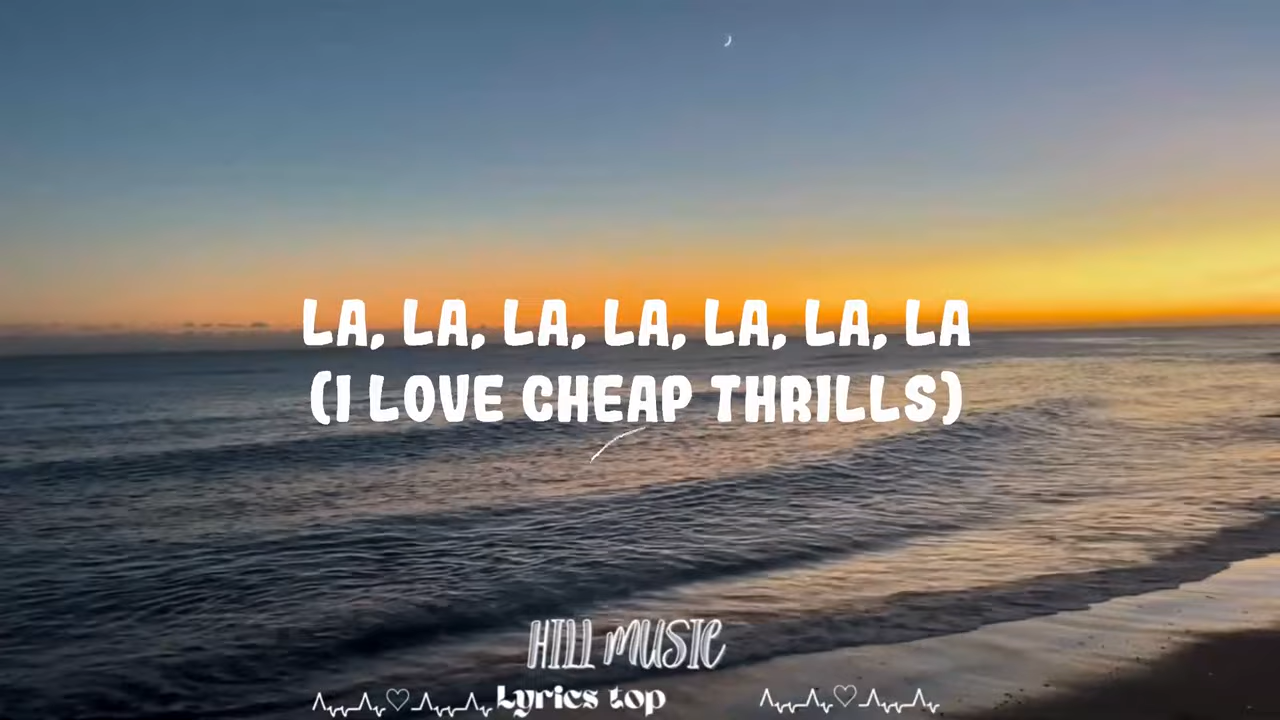 LA, LA, LA, LA, LA, LA, LA
(I LOVE CHEAP THRILLS)
HILL MUSIC
Lyrics top